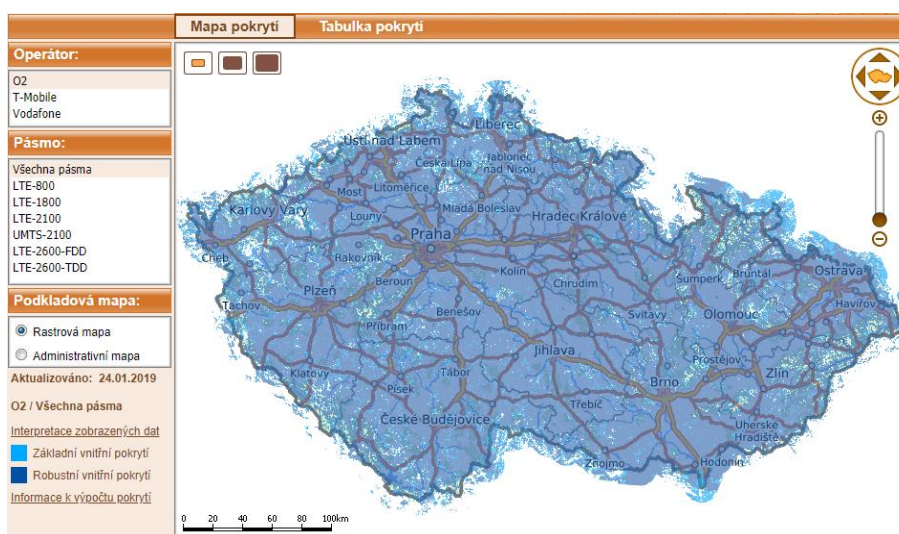 Mapa pokrytí
Tabulka pokrytí
Operátor:
O2
T-Mobile
Vodafone
Pásmo:
Všechna pásma
LTE-800
LTE-1800
LTE-2100
UMTS-2100
LTE-2600-FDD
LTE-2600-TDD
Podkladová mapa:
Rastrová mapa
Administrativní mapa
Aktualizováno: 24.01.2019
O2 / Všechna pásma
Interpretace zobrazených dat
Základní vnitřní pokrytí
Robustní vnitřní pokrytí
Informace k výpočtu pokrytí
Liberec
Ústí nad Labem
Česká Lípa
Jablonec
nad Nisou
Most
Litoměřice
Karlovy Vary
Louny
Mladá Boleslav
Hradec Králové
Praha
Cheb
Rakovník
Kolín
Beroun
Chrudim
Šumperk
Bruntál
Ostrava
Havířov
Tachov
Plzeň
Benešov
Svitavy
Olomouc
Příbram
Jihlava
Prostějov
Klatovy
Písek
Tábor
Brno
Zlín
Třebíč
České Budějovice
Uherské
Hradiště
Znojmo
Hodonín
0 20 40 60 80 100km